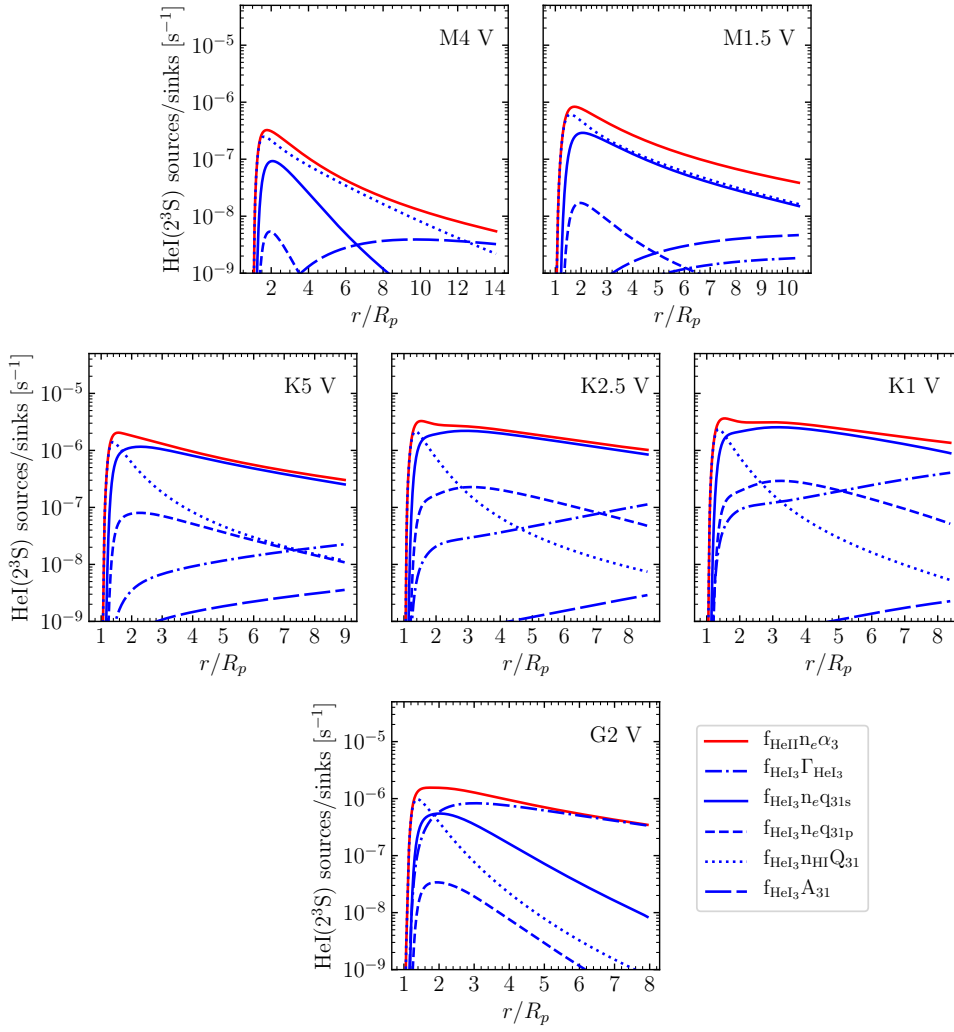 M4 V
HeI(2³S) sources/sinks [s⁻¹]
10⁻⁵
10⁻⁶
10⁻⁷
10⁻⁸
10⁻⁹
2 4 6 8 10 12 14
r/Rₚ
M1.5 V
1 2 3 4 5 6 7 8 9 10
r/Rₚ
K5 V
HeI(2³S) sources/sinks [s⁻¹]
10⁻⁵
10⁻⁶
10⁻⁷
10⁻⁸
10⁻⁹
1 2 3 4 5 6 7 8 9
r/Rₚ
K2.5 V
1 2 3 4 5 6 7 8
r/Rₚ
K1 V
1 2 3 4 5 6 7 8
r/Rₚ
G2 V
HeI(2³S) sources/sinks [s⁻¹]
10⁻⁵
10⁻⁶
10⁻⁷
10⁻⁸
10⁻⁹
1 2 3 4 5 6 7 8
r/Rₚ
f_HeII nₑα₃
f_HeI₃ Γ_HeI₃
f_HeI₃ nₑq₃₁ₛ
f_HeI₃ nₑq₃₁ₚ
f_HeI₃ n_HI Q₃₁
f_HeI₃ A₃₁